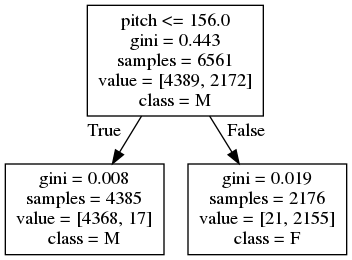 pitch <= 156.0
gini = 0.443
samples = 6561
value = [4389, 2172]
class = M
True
False
gini = 0.008
samples = 4385
value = [4368, 17]
class = M
gini = 0.019
samples = 2176
value = [21, 2155]
class = F